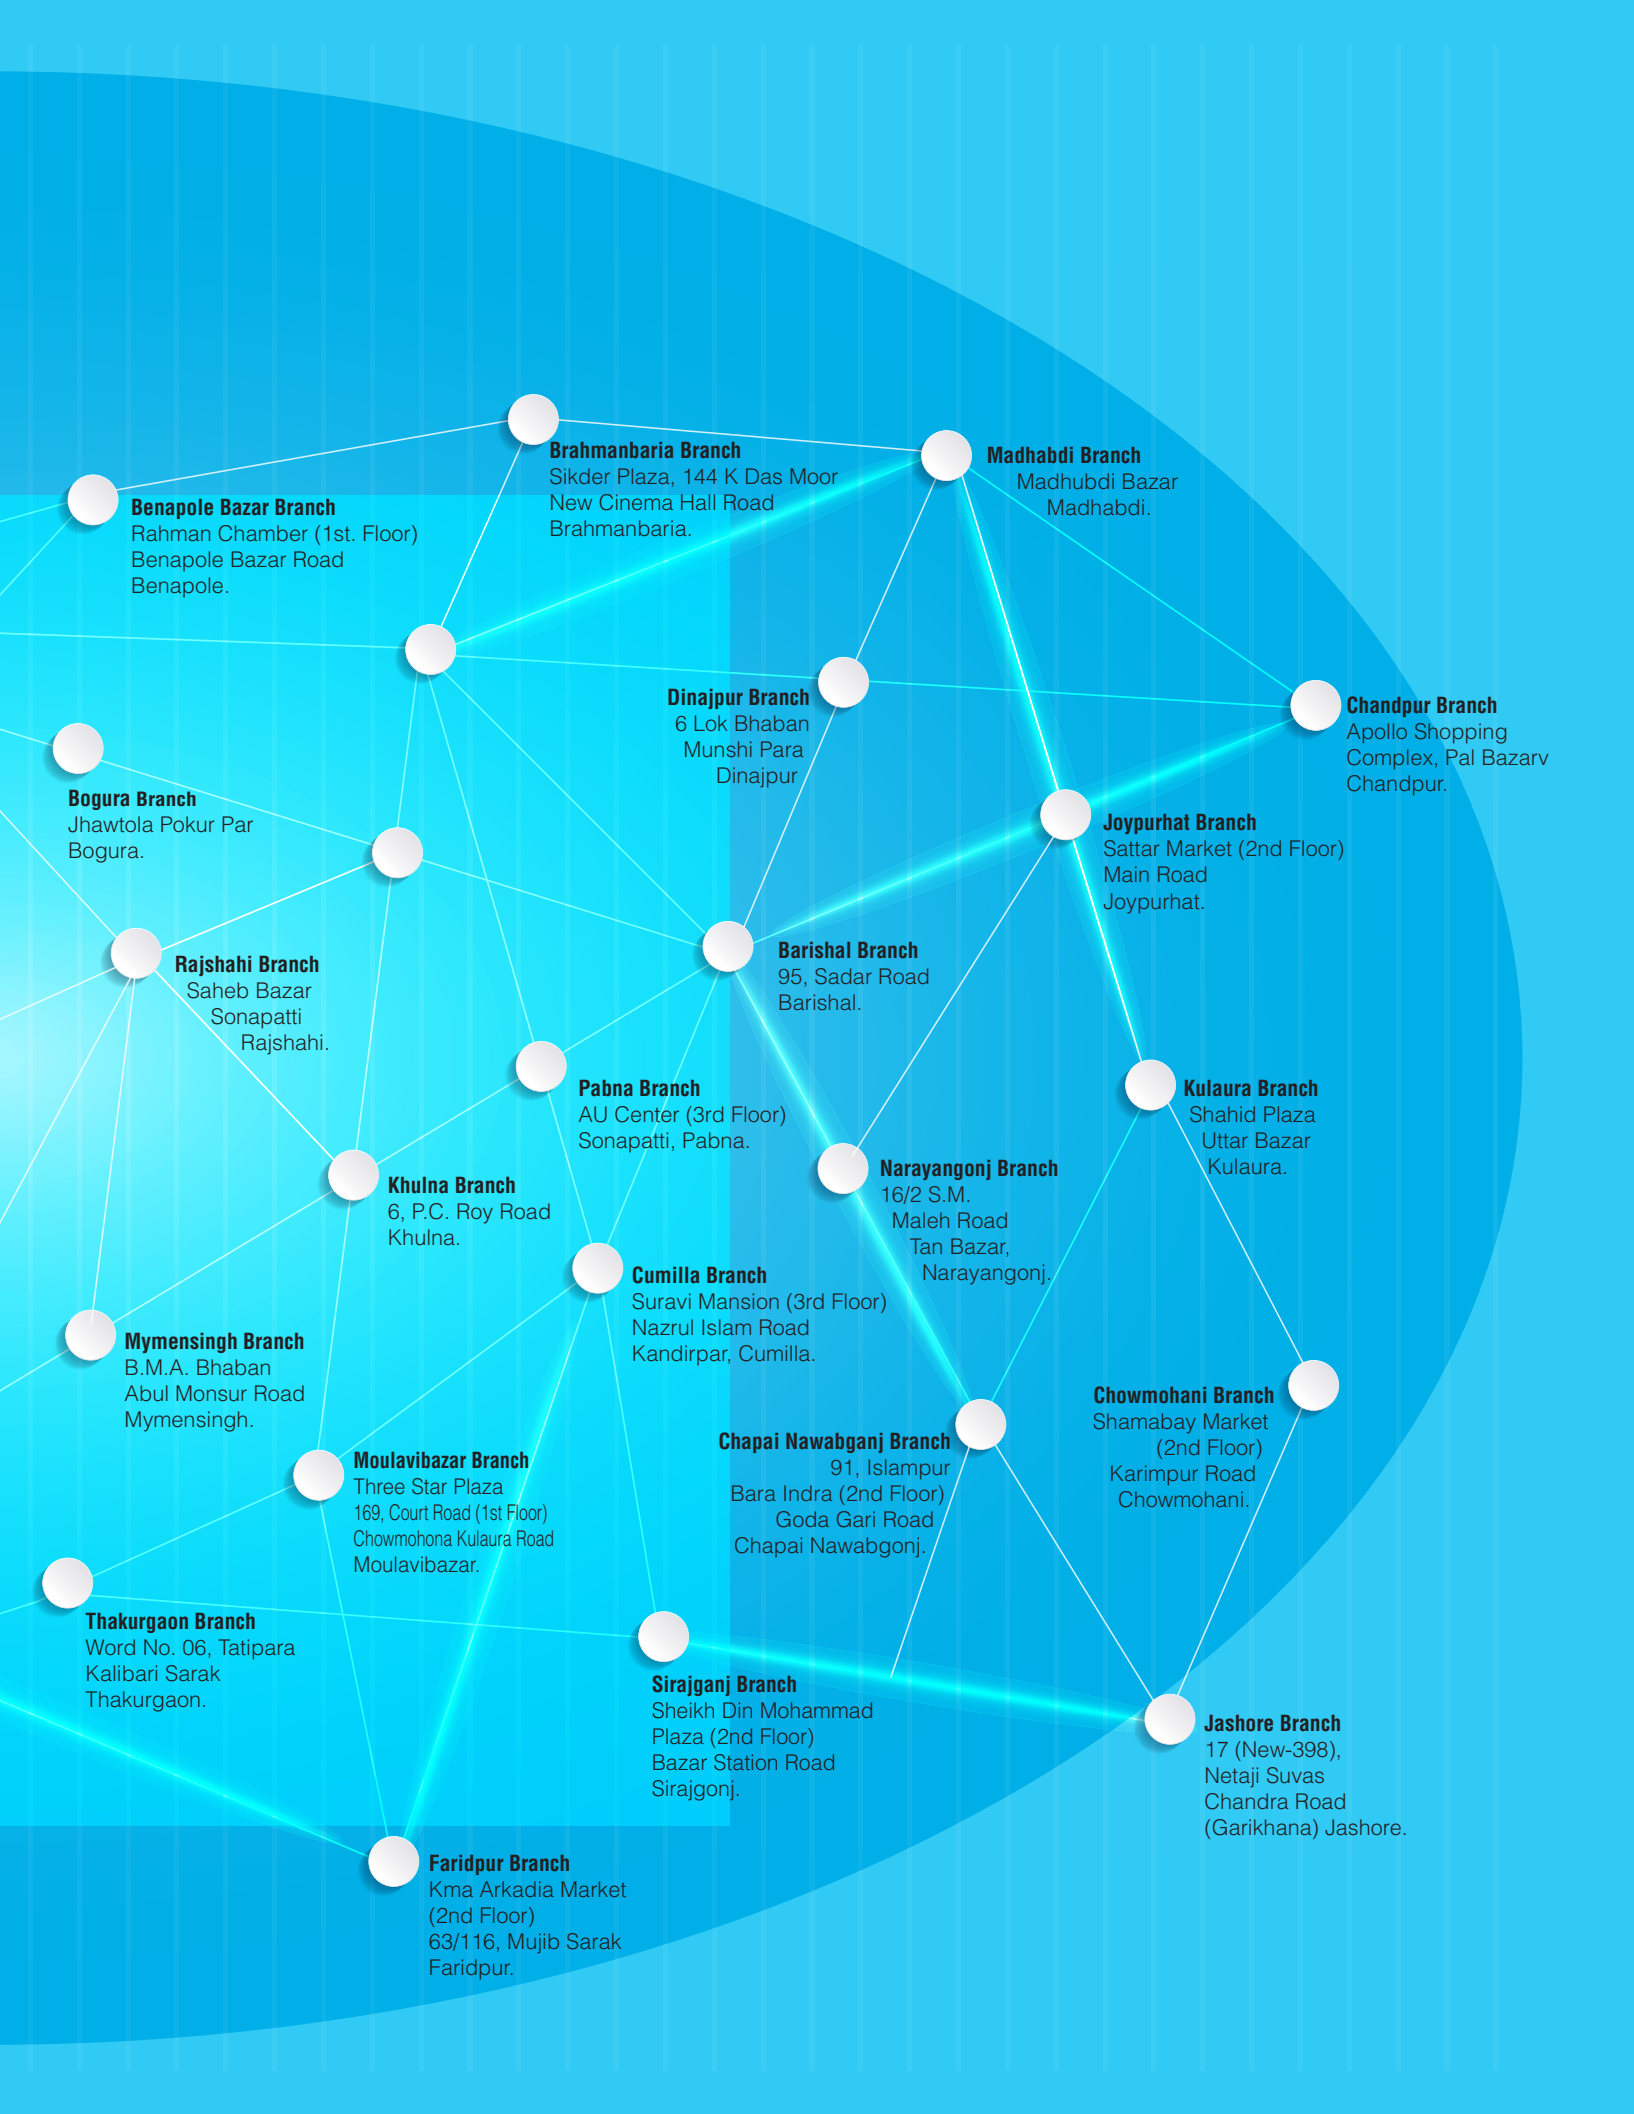 Brahmanbaria Branch
Sikder Plaza, 144 K Das Moor
New Cinema Hall Road
Brahmanbaria.
Madhabdi Branch
Madhubdi Bazar
Madhabdi.
Benapole Bazar Branch
Rahman Chamber (1st. Floor)
Benapole Bazar Road
Benapole.
Dinajpur Branch
6 Lok Bhaban
Munshi Para
Dinajpur
Chandpur Branch
Apollo Shopping
Complex, Pal Bazarv
Chandpur.
Bogura Branch
Jhawtola Pokur Par
Bogura.
Joypurhat Branch
Sattar Market (2nd Floor)
Main Road
Joypurhat.
Rajshahi Branch
Saheb Bazar
Sonapatti
Rajshahi.
Barishal Branch
95, Sadar Road
Barishal.
Pabna Branch
AU Center (3rd Floor)
Sonapatti, Pabna.
Kulaura Branch
Shahid Plaza
Uttar Bazar
Kulaura.
Khulna Branch
6, P.C. Roy Road
Khulna.
Narayangonj Branch
16/2 S.M.
Maleh Road
Tan Bazar,
Narayangonj.
Cumilla Branch
Suravi Mansion (3rd Floor)
Nazrul Islam Road
Kandirpar, Cumilla.
Mymensingh Branch
B.M.A. Bhaban
Abul Monsur Road
Mymensingh.
Chowmohani Branch
Shamabay Market
(2nd Floor)
Karimpur Road
Chowmohani.
Chapai Nawabganj Branch
91, Islampur
Bara Indra (2nd Floor)
Goda Gari Road
Chapai Nawabgonj.
Moulavibazar Branch
Three Star Plaza
169, Court Road (1st Floor)
Chowmohona Kulaura Road
Moulavibazar.
Thakurgaon Branch
Word No. 06, Tatipara
Kalibari Sarak
Thakurgaon.
Sirajganj Branch
Sheikh Din Mohammad
Plaza (2nd Floor)
Bazar Station Road
Sirajgonj.
Jashore Branch
17 (New-398),
Netaji Suvas
Chandra Road
(Garikhana) Jashore.
Faridpur Branch
Kma Arkadia Market
(2nd Floor)
63/116, Mujib Sarak
Faridpur.